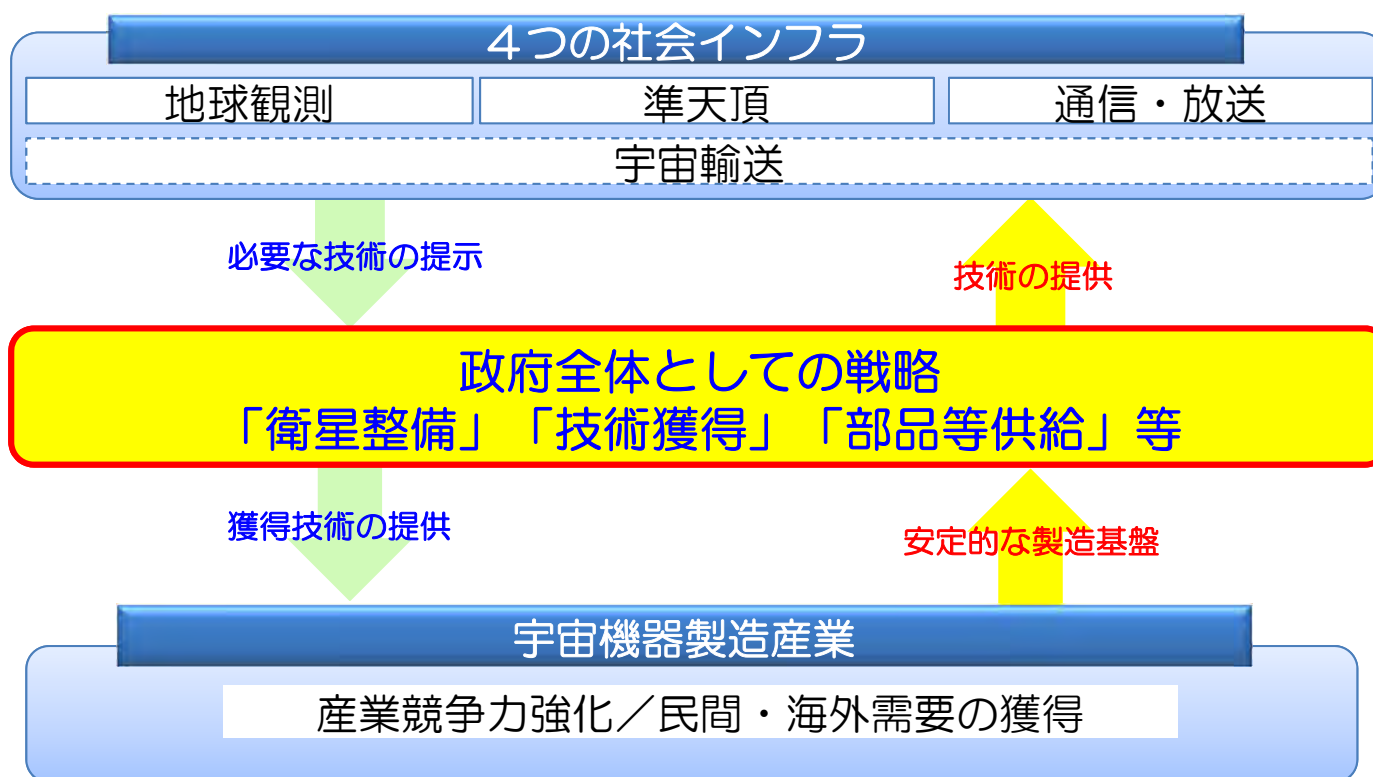 ４つの社会インフラ
地球観測
準天頂
通信・放送
宇宙輸送
必要な技術の提示
技術の提供
政府全体としての戦略
「衛星整備」「技術獲得」「部品等供給」等
獲得技術の提供
安定的な製造基盤
宇宙機器製造産業
産業競争力強化／民間・海外需要の獲得